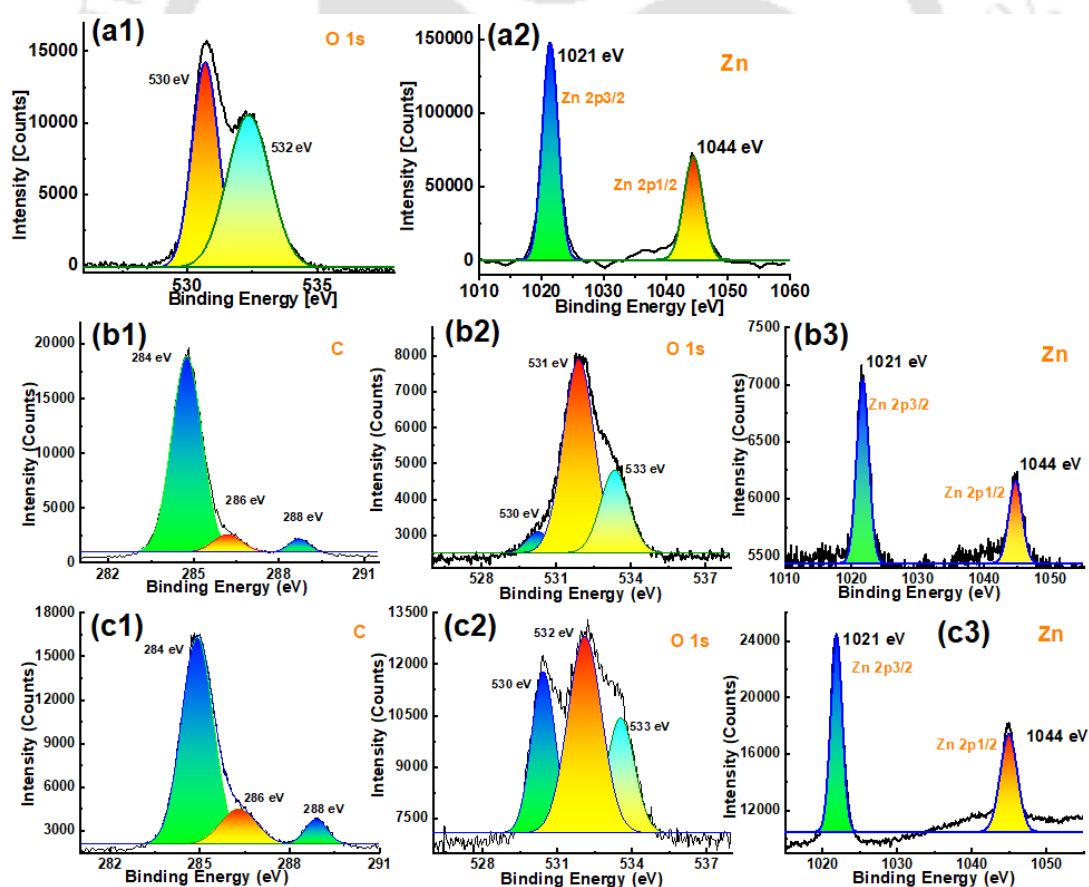 (a1)
O 1s
530 eV
532 eV
15000
10000
5000
0
530
535
Intensity [Counts]
Binding Energy [eV]
(a2)
1021 eV
Zn
Zn 2p3/2
1044 eV
Zn 2p1/2
150000
100000
50000
0
1010 1020 1030 1040 1050 1060
Intensity [Counts]
Binding Energy [eV]
(b1)
C
284 eV
286 eV
288 eV
20000
16000
12000
8000
4000
0
282 285 288 291
Intensity (Counts)
Binding Energy (eV)
(b2)
O 1s
531 eV
533 eV
530 eV
8000
7000
6000
5000
4000
3000
528 531 534 537
Intensity (Counts)
Binding Energy (eV)
(b3)
1021 eV
Zn
Zn 2p3/2
1044 eV
Zn 2p1/2
7500
7000
6500
6000
5500
1010 1020 1030 1040 1050
Intensity (Counts)
Binding Energy (eV)
(c1)
C
284 eV
286 eV
288 eV
18000
15000
12000
9000
6000
3000
282 285 288 291
Intensity (Counts)
Binding Energy (eV)
(c2)
O 1s
532 eV
530 eV
533 eV
13500
12000
10500
9000
7500
528 531 534 537
Intensity (Counts)
Binding Energy (eV)
1021 eV
(c3)
Zn
Zn 2p3/2
Zn 2p1/2
1044 eV
24000
20000
16000
12000
1020 1030 1040 1050
Intensity (Counts)
Binding Energy (eV)